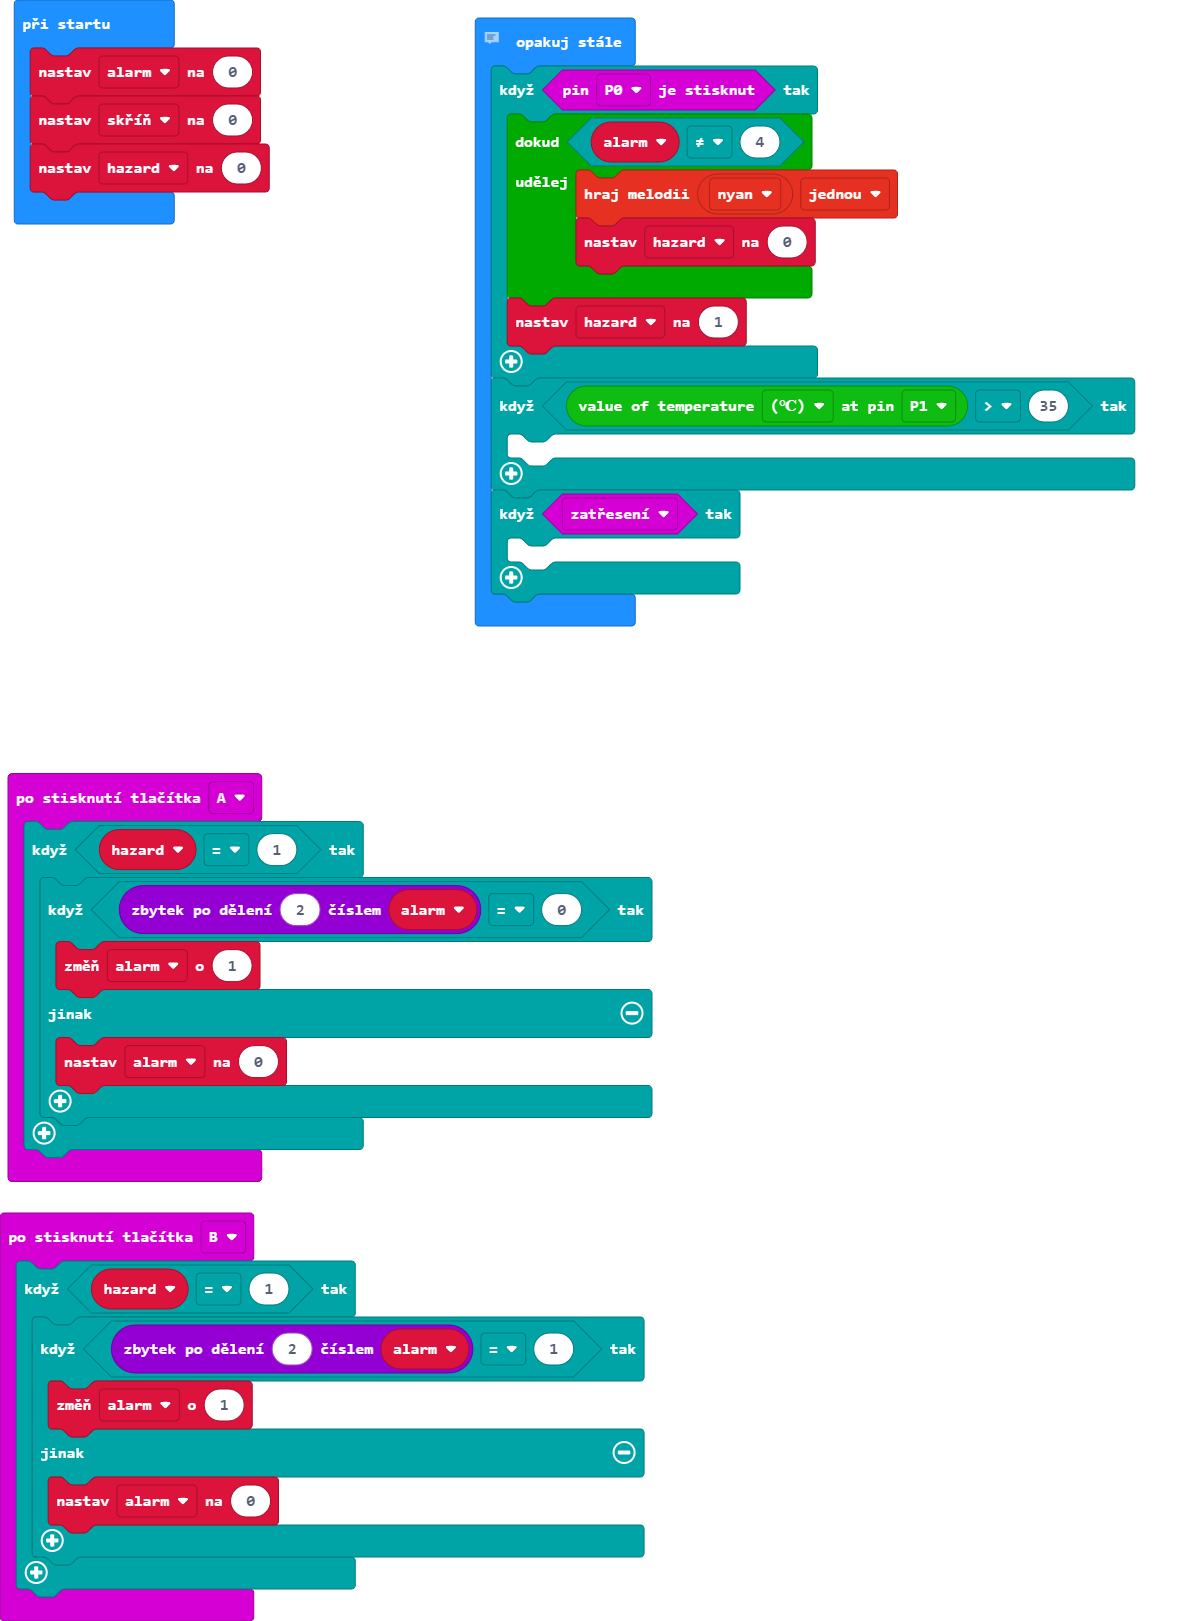 při startu
nastav alarm na 0
nastav skříň na 0
nastav hazard na 0
opakuj stále
když pin P0 je stisknut tak
dokud alarm ≠ 4
udělej
hraj melodii nyan jednou
nastav hazard na 0
nastav hazard na 1
když value of temperature (℃) at pin P1 > 35 tak
když zatřesení tak
po stisknutí tlačítka A
když hazard = 1 tak
když zbytek po dělení 2 číslem alarm = 0 tak
změň alarm o 1
jinak
nastav alarm na 0
po stisknutí tlačítka B
když hazard = 1 tak
když zbytek po dělení 2 číslem alarm = 1 tak
změň alarm o 1
jinak
nastav alarm na 0